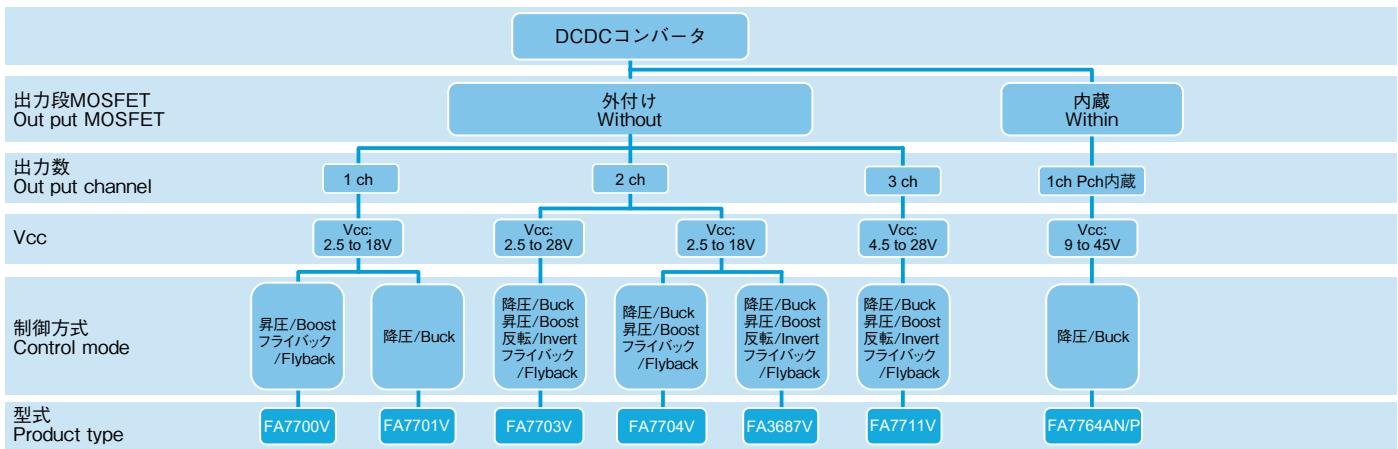 DCDCコンバータ
出力段MOSFET
Out put MOSFET
外付け
Without
内蔵
Within
出力数
Out put channel
1 ch
2 ch
3 ch
1ch Pch内蔵
Vcc
Vcc:
2.5 to 18V
Vcc:
2.5 to 28V
Vcc:
2.5 to 18V
Vcc:
4.5 to 28V
Vcc:
9 to 45V
制御方式
Control mode
昇圧/Boost
フライバック
/Flyback
降圧/Buck
降圧/Buck
昇圧/Boost
反転/Invert
フライバック
/Flyback
降圧/Buck
昇圧/Boost
フライバック
/Flyback
降圧/Buck
昇圧/Boost
反転/Invert
フライバック
/Flyback
降圧/Buck
昇圧/Boost
反転/Invert
フライバック
/Flyback
降圧/Buck
型式
Product type
FA7700V
FA7701V
FA7703V
FA7704V
FA3687V
FA7711V
FA7764AN/P